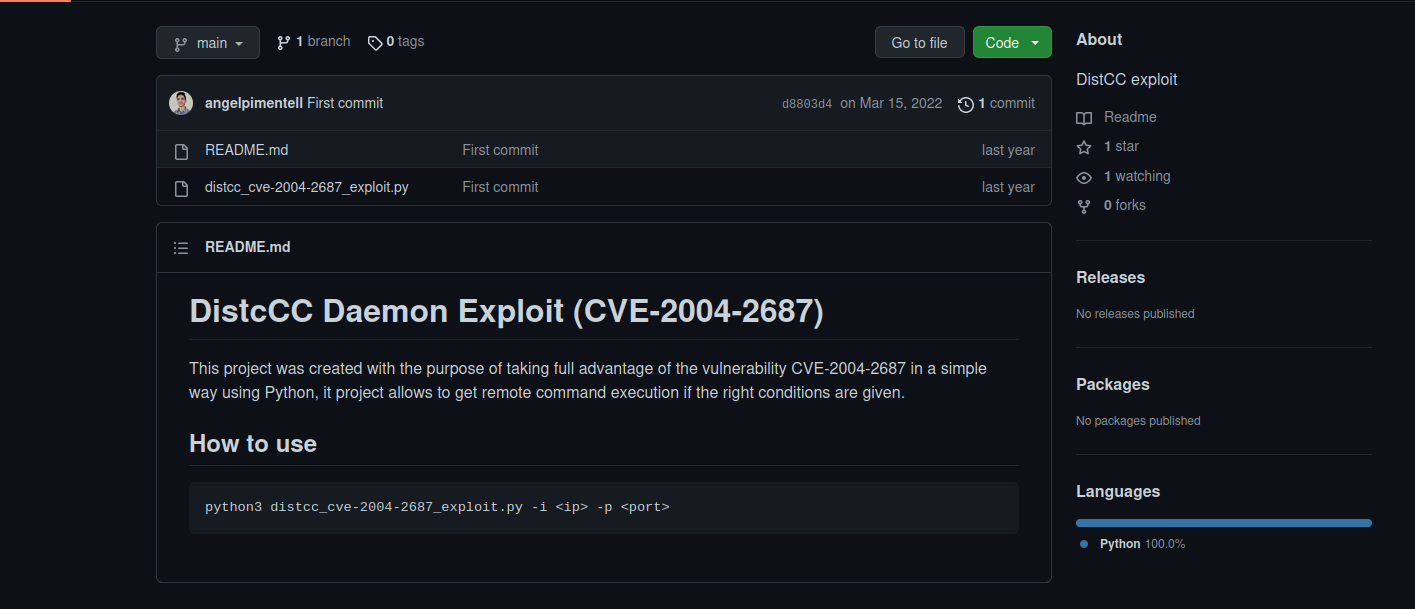 main 1 branch 0 tags Go to file Code
angelpimentell First commit d8803d4 on Mar 15, 2022 1 commit
README.md First commit last year
distcc_cve-2004-2687_exploit.py First commit last year
README.md
DistcCC Daemon Exploit (CVE-2004-2687)
This project was created with the purpose of taking full advantage of the vulnerability CVE-2004-2687 in a simple
way using Python, it project allows to get remote command execution if the right conditions are given.
How to use
python3 distcc_cve-2004-2687_exploit.py -i <ip> -p <port>
About
DistCC exploit
Readme
1 star
1 watching
0 forks
Releases
No releases published
Packages
No packages published
Languages
Python 100.0%